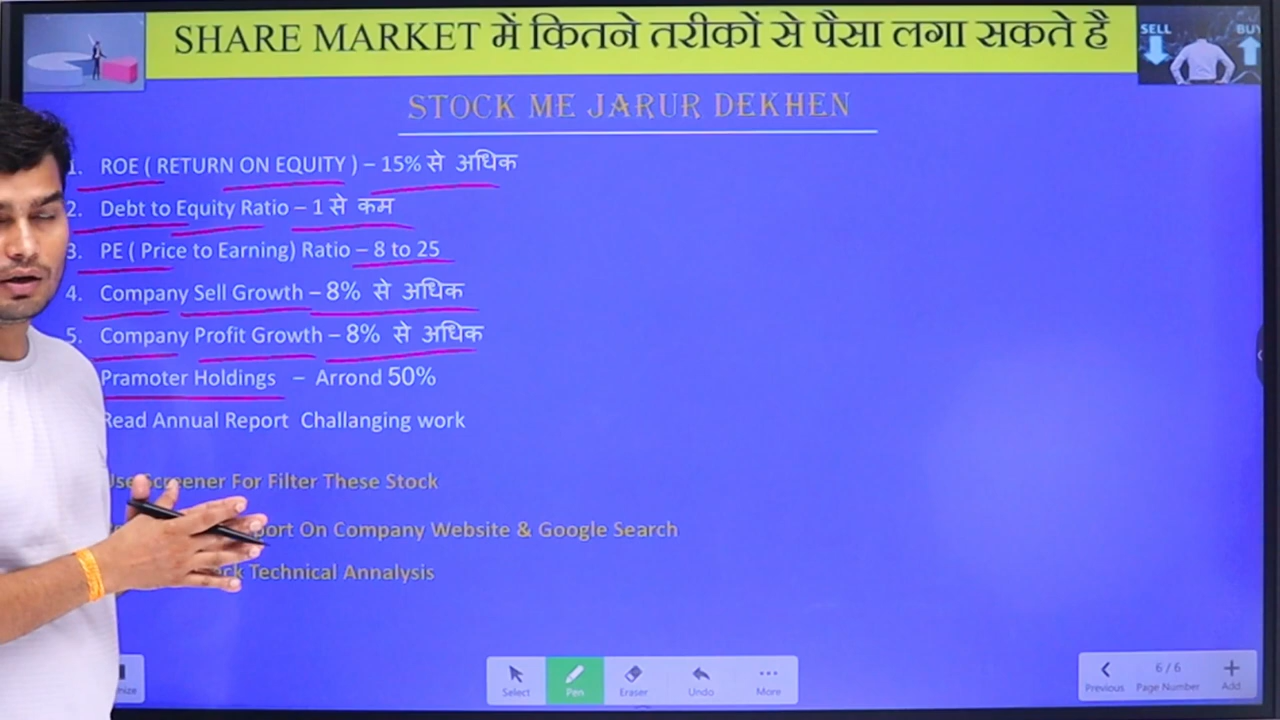 SHARE MARKET में कितने तरीकों से पैसा लगा सकते है
SELL
BUY
STOCK ME JARUR DEKHEN
1. ROE ( RETURN ON EQUITY ) – 15% से अधिक
2. Debt to Equity Ratio – 1 से कम
3. PE ( Price to Earning) Ratio – 8 to 25
4. Company Sell Growth – 8% से अधिक
5. Company Profit Growth – 8% से अधिक
Pramoter Holdings – Arrond 50%
Read Annual Report Challanging work
Use Screener For Filter These Stock
On Company Website & Google Search
Technical Annalysis
Select
Pen
Eraser
Undo
More
Previous
6 / 6
Page Number
Add